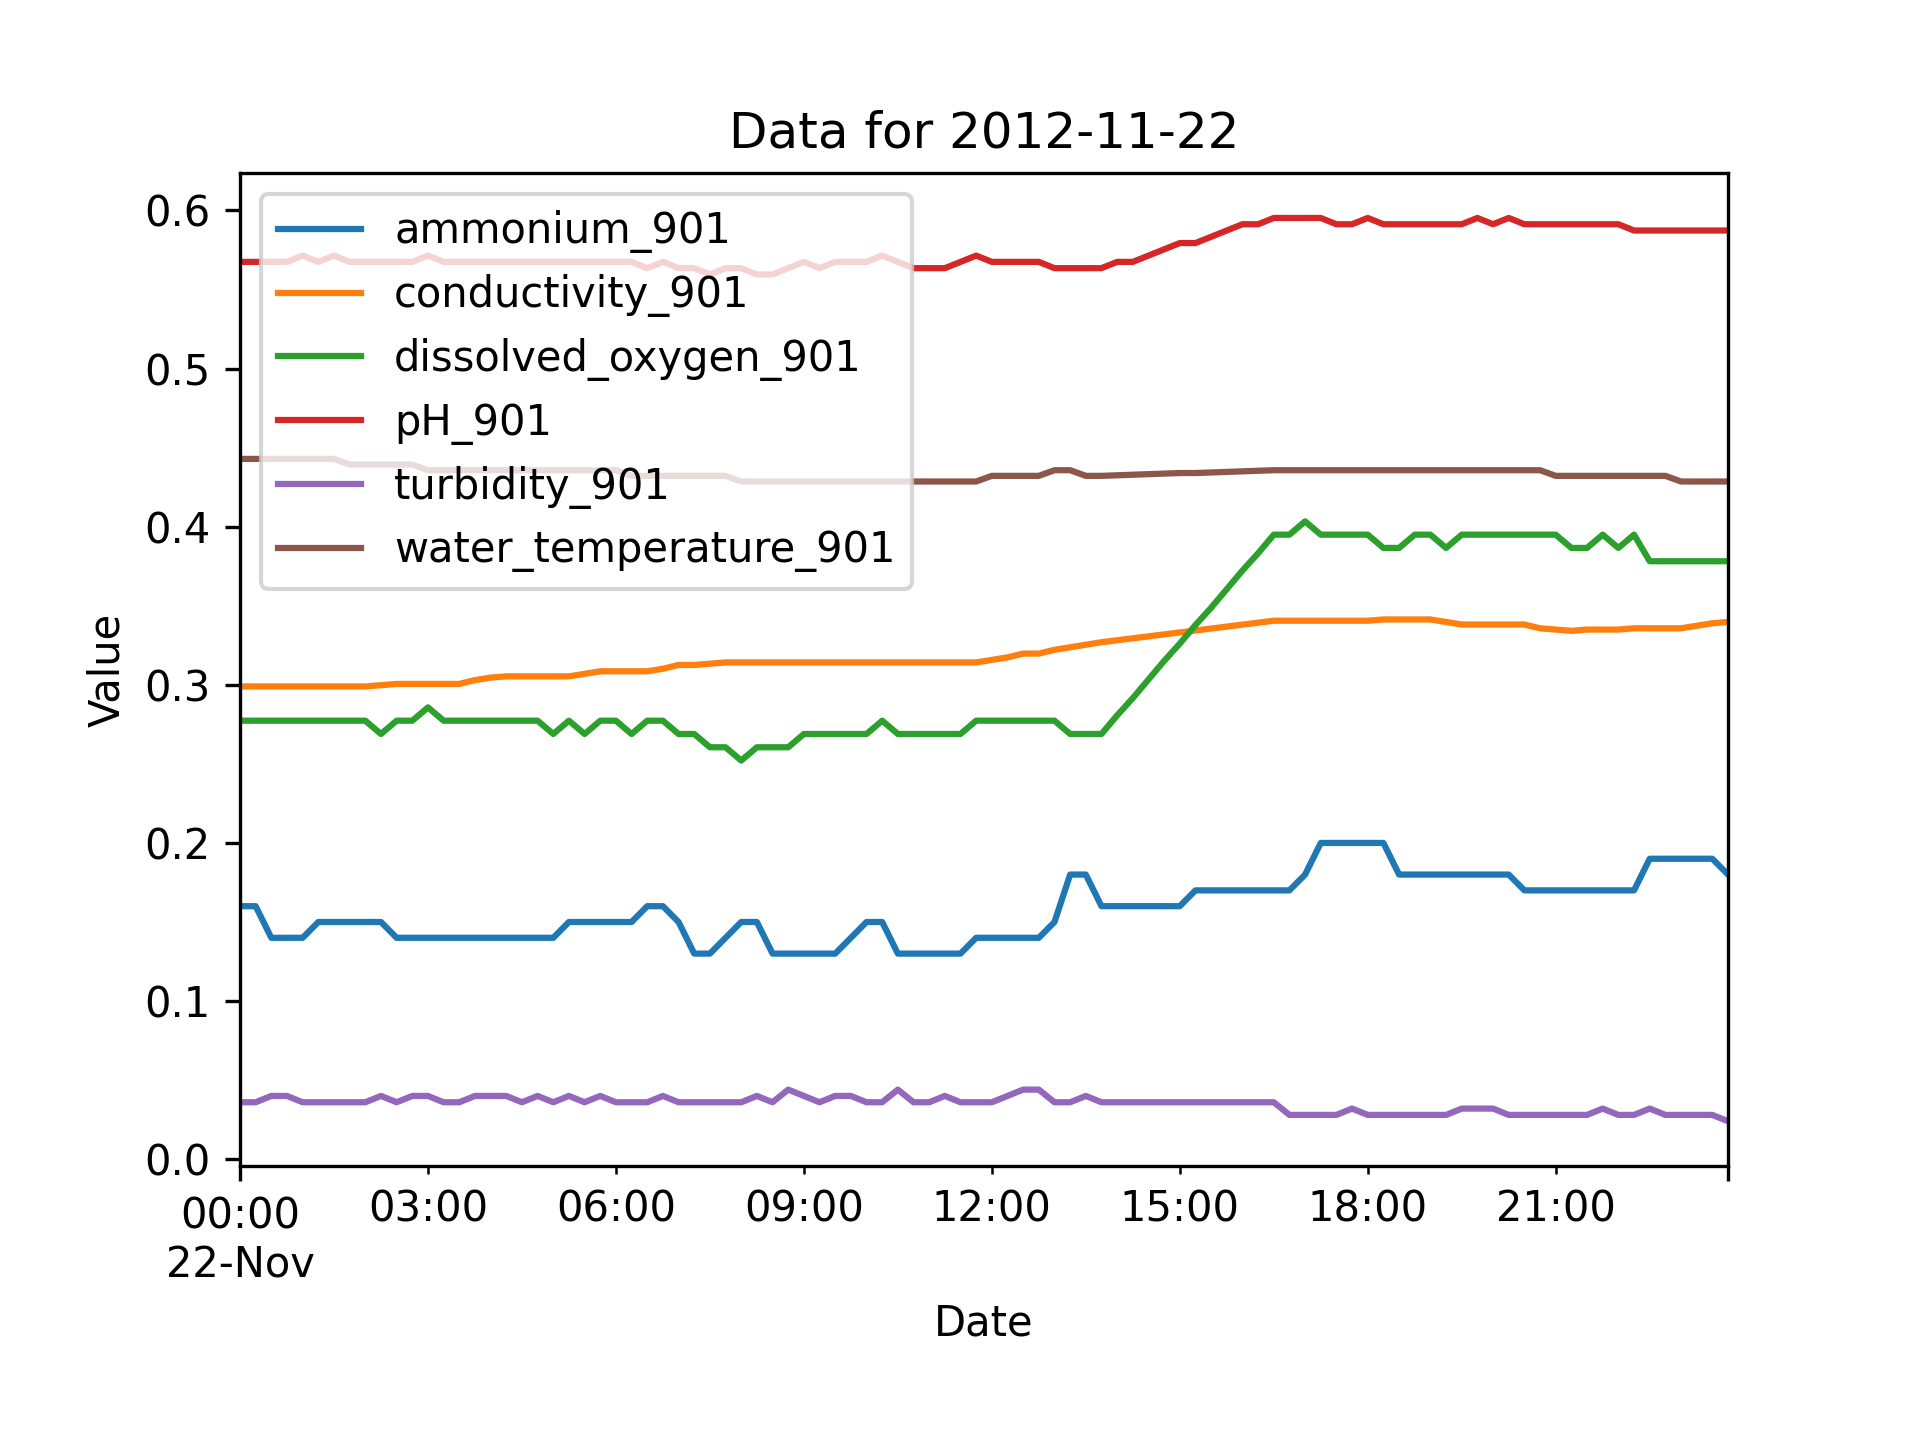 Data for 2012-11-22
ammonium_901
conductivity_901
dissolved_oxygen_901
pH_901
turbidity_901
water_temperature_901
Value
0.6
0.5
0.4
0.3
0.2
0.1
0.0
00:00 03:00 06:00 09:00 12:00 15:00 18:00 21:00
22-Nov
Date